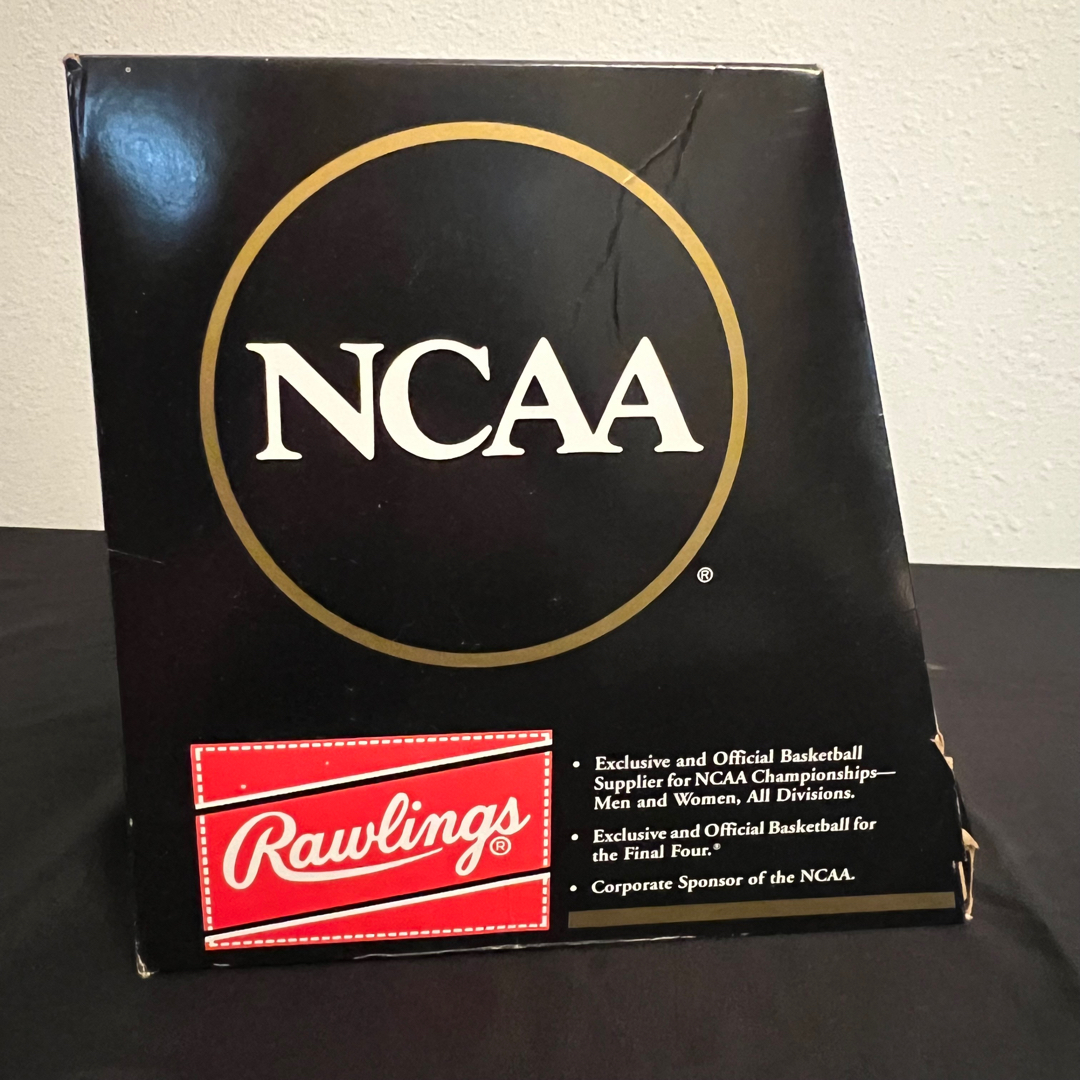 NCAA
®
Rawlings®
• Exclusive and Official Basketball
Supplier for NCAA Championships—
Men and Women, All Divisions.
• Exclusive and Official Basketball for
the Final Four.®
• Corporate Sponsor of the NCAA.